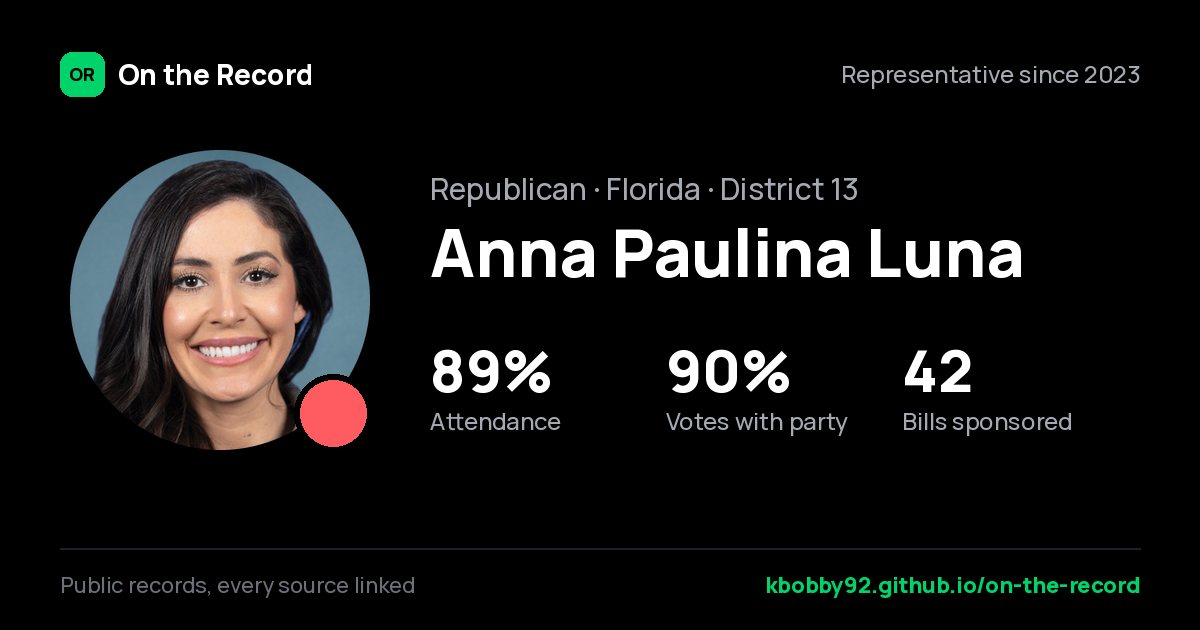 OR On the Record
Representative since 2023
Republican · Florida · District 13
Anna Paulina Luna
89% 90% 42
Attendance Votes with party Bills sponsored
Public records, every source linked
kbobby92.github.io/on-the-record